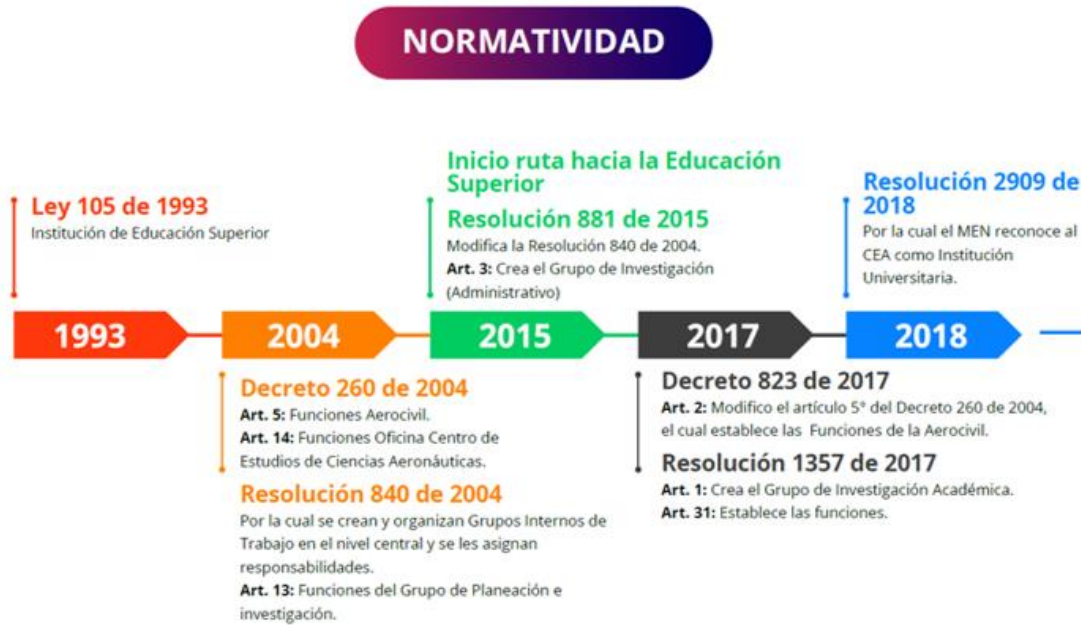 NORMATIVIDAD
Ley 105 de 1993
Institución de Educación Superior
Inicio ruta hacia la Educación
Superior
Resolución 881 de 2015
Modifica la Resolución 840 de 2004.
Art. 3: Crea el Grupo de Investigación
(Administrativo)
Resolución 2909 de
2018
Por la cual el MEN reconoce al
CEA como Institución
Universitaria.
1993
2004
2015
2017
2018
Decreto 260 de 2004
Art. 5: Funciones Aerocivil.
Art. 14: Funciones Oficina Centro de
Estudios de Ciencias Aeronáuticas.
Resolución 840 de 2004
Por la cual se crean y organizan Grupos Internos de
Trabajo en el nivel central y se les asignan
responsabilidades.
Art. 13: Funciones del Grupo de Planeación e
investigación.
Decreto 823 de 2017
Art. 2: Modifico el artículo 5° del Decreto 260 de 2004,
el cual establece las Funciones de la Aerocivil.
Resolución 1357 de 2017
Art. 1: Crea el Grupo de Investigación Académica.
Art. 31: Establece las funciones.